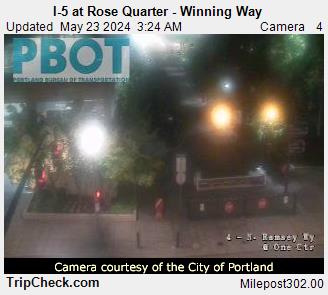 I-5 at Rose Quarter - Winning Way
Updated May 23 2024 3:24 AM Camera 4
PBOT
PORTLAND BUREAU OF TRANSPORTATION
4 - N. Ramsey Wy
@ One Ctr
Camera courtesy of the City of Portland
TripCheck.com Milepost302.00